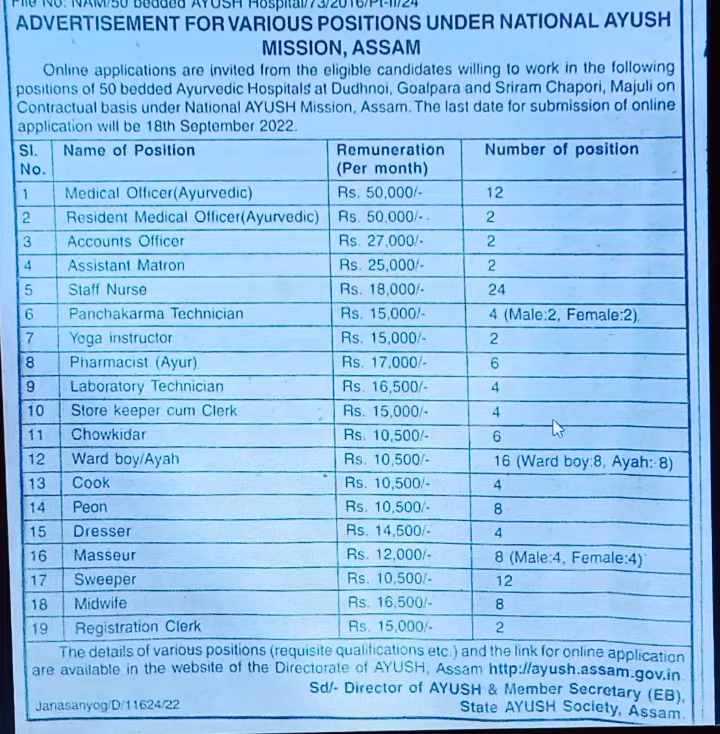 File No. NAM/50 bedded AYUSH Hospital/73/2016/Pt-II/24
ADVERTISEMENT FOR VARIOUS POSITIONS UNDER NATIONAL AYUSH
MISSION, ASSAM
Online applications are invited from the eligible candidates willing to work in the following
positions of 50 bedded Ayurvedic Hospitals at Dudhnoi, Goalpara and Sriram Chapori, Majuli on
Contractual basis under National AYUSH Mission, Assam. The last date for submission of online
application will be 18th September 2022.
Sl. No. Name of Position Remuneration (Per month) Number of position
1 Medical Officer(Ayurvedic) Rs. 50,000/- 12
2 Resident Medical Officer(Ayurvedic) Rs. 50,000/- 2
3 Accounts Officer Rs. 27,000/- 2
4 Assistant Matron Rs. 25,000/- 2
5 Staff Nurse Rs. 18,000/- 24
6 Panchakarma Technician Rs. 15,000/- 4 (Male:2, Female:2)
7 Yoga instructor Rs. 15,000/- 2
8 Pharmacist (Ayur) Rs. 17,000/- 6
9 Laboratory Technician Rs. 16,500/- 4
10 Store keeper cum Clerk Rs. 15,000/- 4
11 Chowkidar Rs. 10,500/- 6
12 Ward boy/Ayah Rs. 10,500/- 16 (Ward boy:8, Ayah:-8)
13 Cook Rs. 10,500/- 4
14 Peon Rs. 10,500/- 8
15 Dresser Rs. 14,500/- 4
16 Masseur Rs. 12,000/- 8 (Male:4, Female:4)
17 Sweeper Rs. 10,500/- 12
18 Midwife Rs. 16,500/- 8
19 Registration Clerk Rs. 15,000/- 2
The details of various positions (requisite qualifications etc.) and the link for online application
are available in the website of the Directorate of AYUSH, Assam http://ayush.assam.gov.in.
Sd/- Director of AYUSH & Member Secretary (EB),
Janasanyog/D/11624/22 State AYUSH Society, Assam.